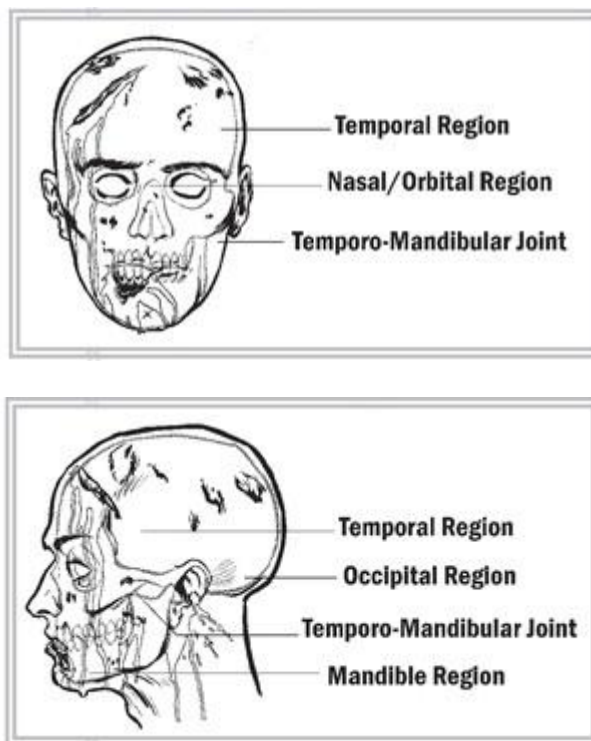 Temporal Region
Nasal/Orbital Region
Temporo-Mandibular Joint
Temporal Region
Occipital Region
Temporo-Mandibular Joint
Mandible Region